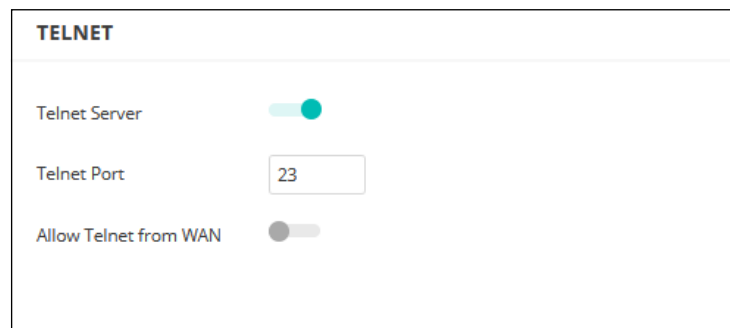 TELNET
Telnet Server
Telnet Port 23
Allow Telnet from WAN